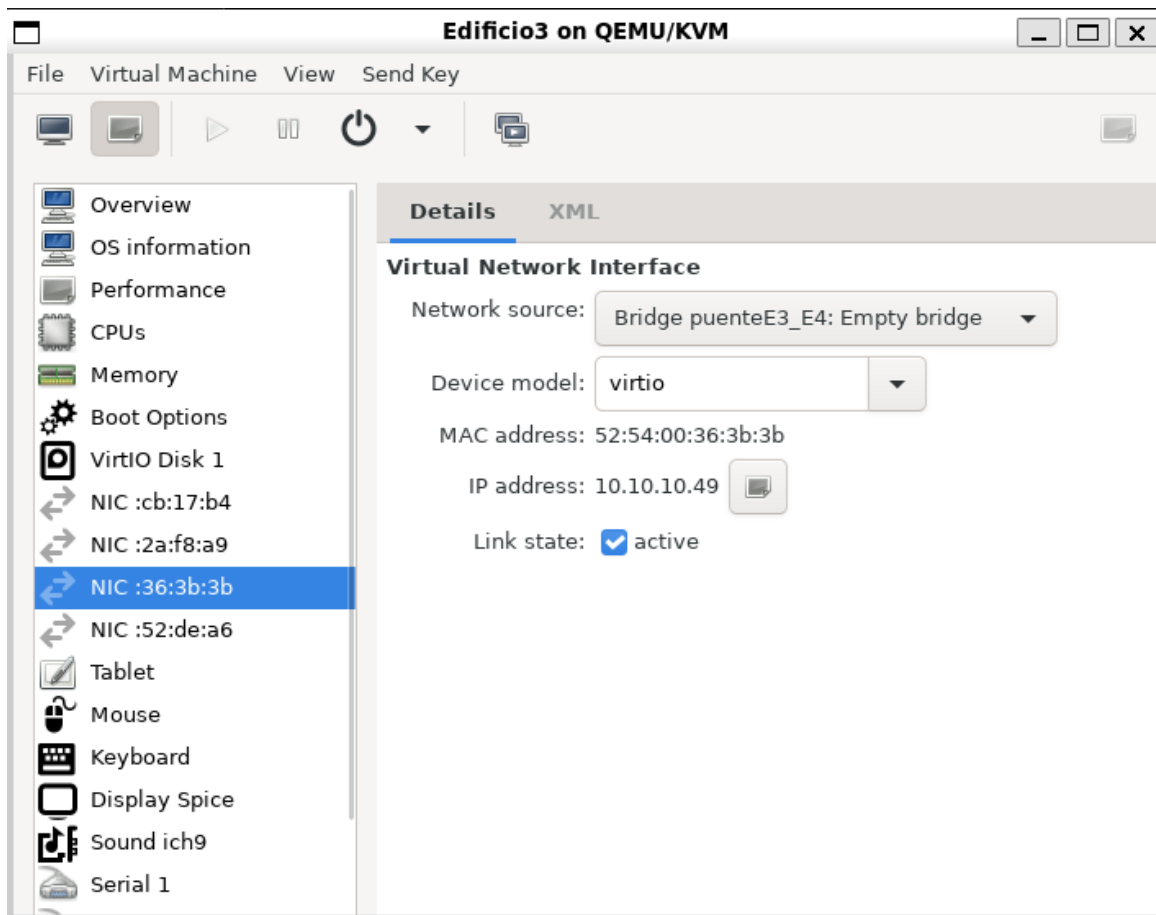 Edificio3 on QEMU/KVM
File Virtual Machine View Send Key
Overview
OS information
Performance
CPUs
Memory
Boot Options
VirtIO Disk 1
NIC :cb:17:b4
NIC :2a:f8:a9
NIC :36:3b:3b
NIC :52:de:a6
Tablet
Mouse
Keyboard
Display Spice
Sound ich9
Serial 1
Details XML
Virtual Network Interface
Network source: Bridge puenteE3_E4: Empty bridge
Device model: virtio
MAC address: 52:54:00:36:3b:3b
IP address: 10.10.10.49
Link state: active